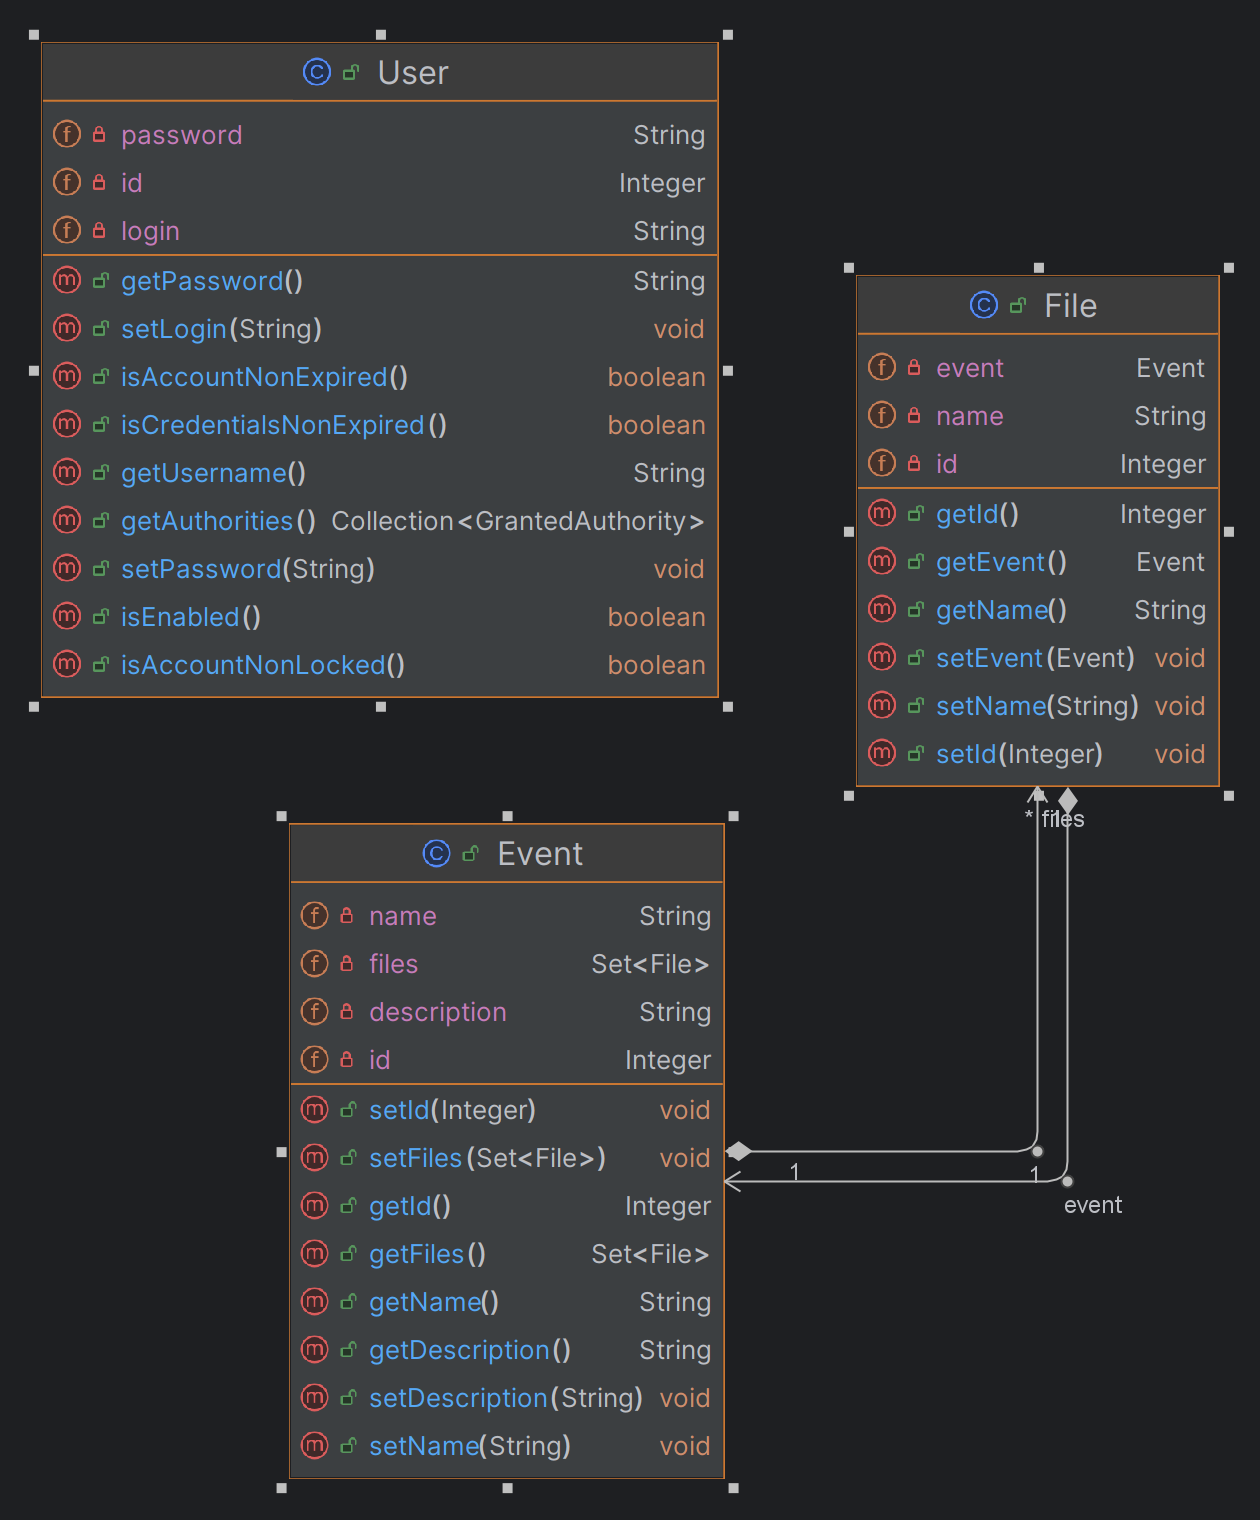 User
password String
id Integer
login String
getPassword() String
setLogin(String) void
isAccountNonExpired() boolean
isCredentialsNonExpired() boolean
getUsername() String
getAuthorities() Collection<GrantedAuthority>
setPassword(String) void
isEnabled() boolean
isAccountNonLocked() boolean
File
event Event
name String
id Integer
getId() Integer
getEvent() Event
getName() String
setEvent(Event) void
setName(String) void
setId(Integer) void
* files
1
Event
name String
files Set<File>
description String
id Integer
setId(Integer) void
setFiles(Set<File>) void
getId() Integer
getFiles() Set<File>
getName() String
getDescription() String
setDescription(String) void
setName(String) void
1
1
event